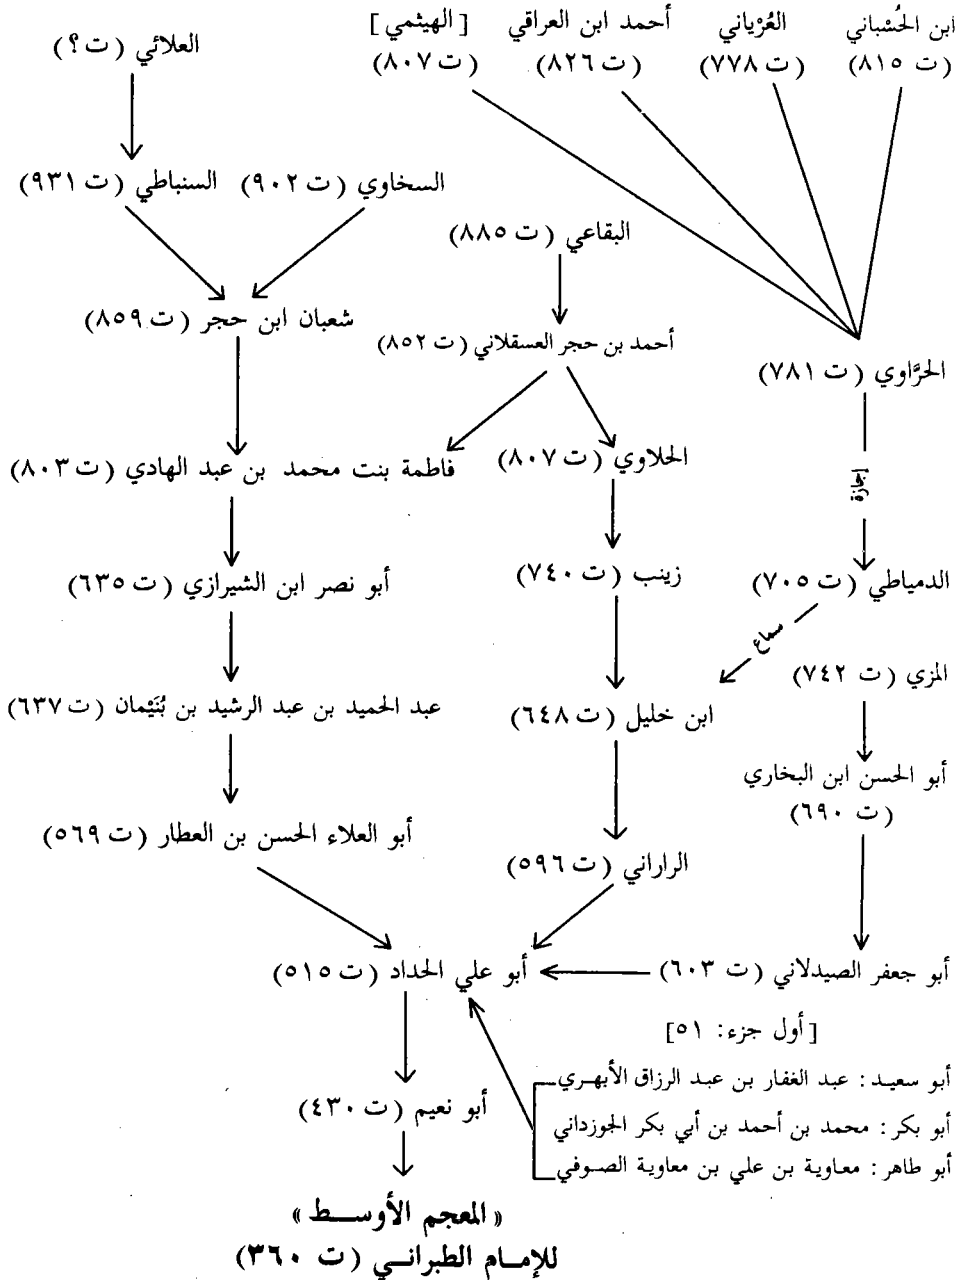 ابن الحُسْباني
(ت ٨١٥)
العُرْياني
(ت ٧٧٨)
أحمد ابن العراقي
(ت ٨٢٦)
[الهيثمي]
(ت ٨٠٧)
العلائي (ت ؟)
السخاوي (ت ٩٠٢)
السنباطي (ت ٩٣١)
البقاعي (ت ٨٨٥)
شعبان ابن حجر (ت ٨٥٩)
أحمد بن حجر العسقلاني (ت ٨٥٢)
الحرَّاوي (ت ٧٨١)
إجازة
الحلاوي (ت ٨٠٧)
فاطمة بنت محمد بن عبد الهادي (ت ٨٠٣)
الدمياطي (ت ٧٠٥)
سماع
زينب (ت ٧٤٠)
أبو نصر ابن الشيرازي (ت ٦٣٥)
المزي (ت ٧٤٢)
ابن خليل (ت ٦٤٨)
عبد الحميد بن عبد الرشيد بن بُنَيْمان (ت ٦٣٧)
أبو الحسن ابن البخاري
(ت ٦٩٠)
الراراني (ت ٥٩٦)
أبو العلاء الحسن بن العطار (ت ٥٦٩)
أبو جعفر الصيدلاني (ت ٦٠٣)
أبو علي الحداد (ت ٥١٥)
[أول جزء: ٥١]
أبو سعيد: عبد الغفار بن عبد الرزاق الأبهري
أبو بكر: محمد بن أحمد بن أبي بكر الجوزداني
أبو طاهر: معاوية بن علي بن معاوية الصوفي
أبو نعيم (ت ٤٣٠)
«المعجم الأوسط»
للإمام الطبراني (ت ٣٦٠)